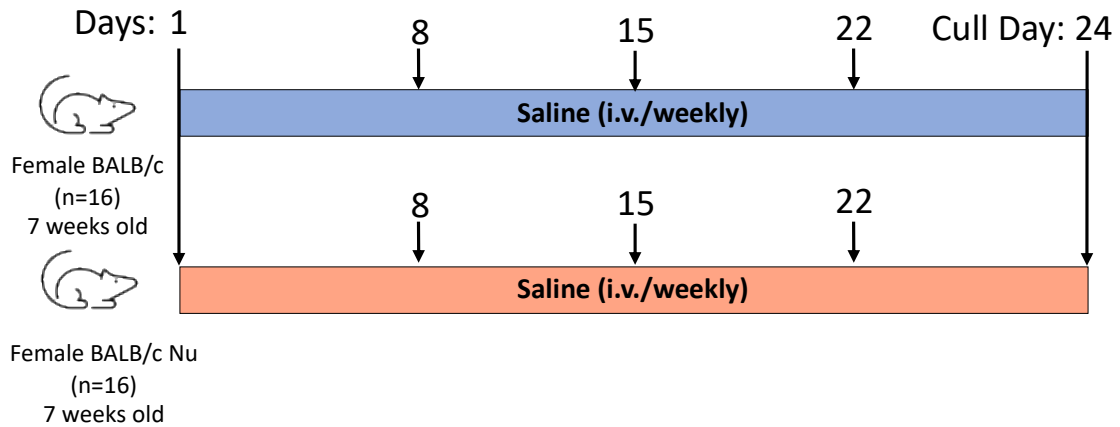 Days: 1
8
15
22
Cull Day: 24
Saline (i.v./weekly)
Female BALB/c
(n=16)
7 weeks old
8
15
22
Saline (i.v./weekly)
Female BALB/c Nu
(n=16)
7 weeks old